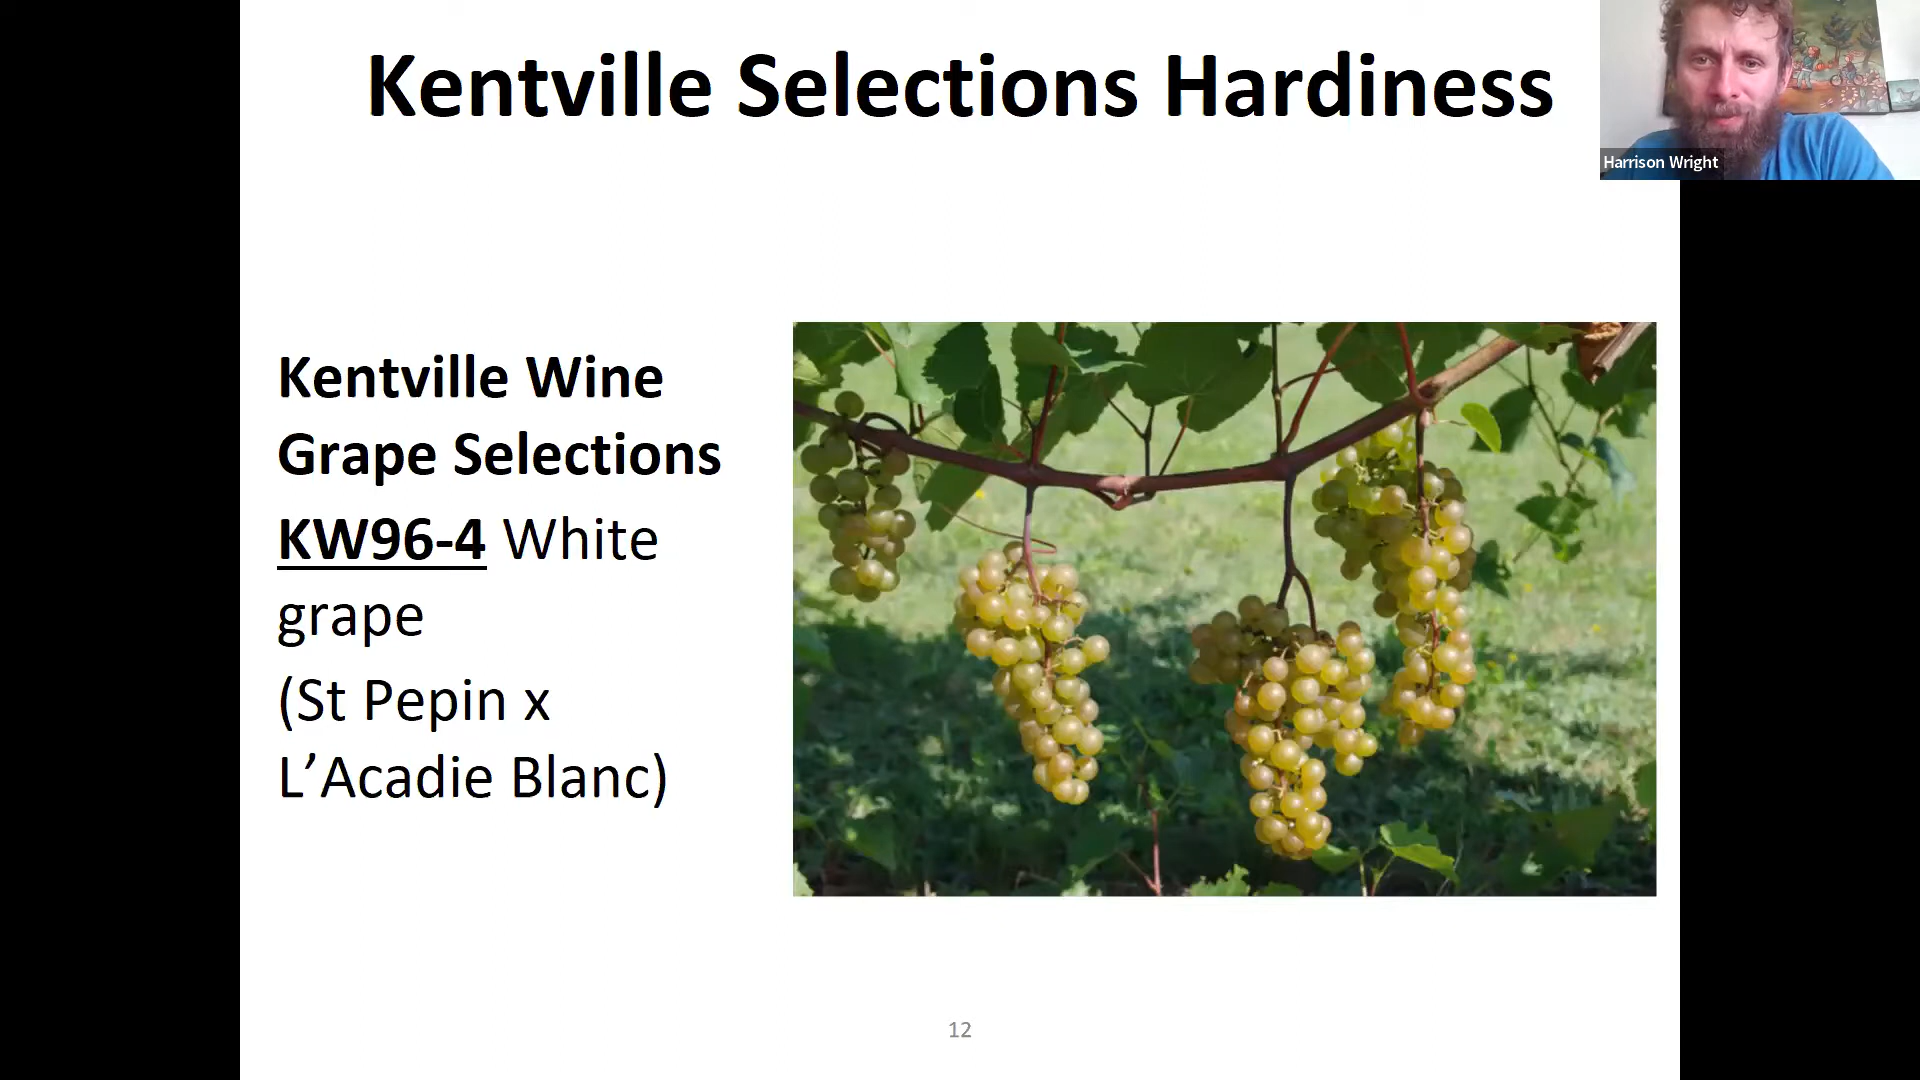 Kentville Selections Hardiness
Harrison Wright
Kentville Wine
Grape Selections
KW96-4 White
grape
(St Pepin x
L’Acadie Blanc)
12